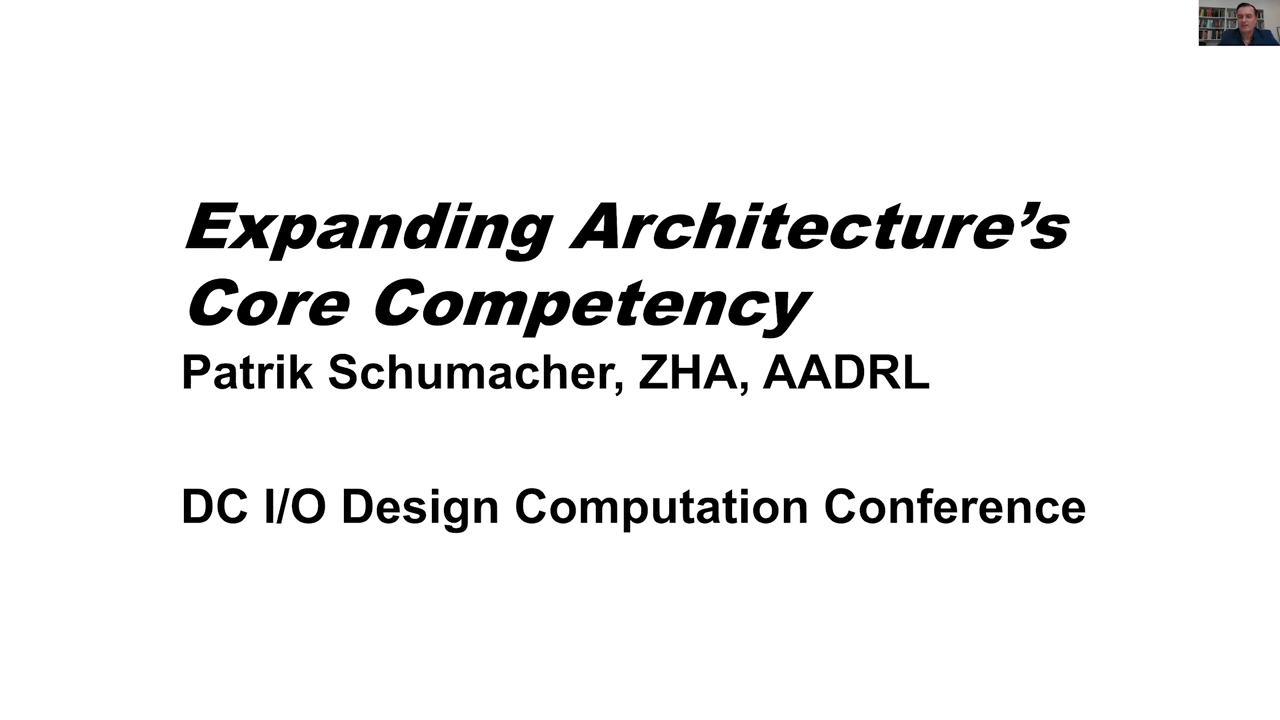 Expanding Architecture’s
Core Competency
Patrik Schumacher, ZHA, AADRL
DC I/O Design Computation Conference